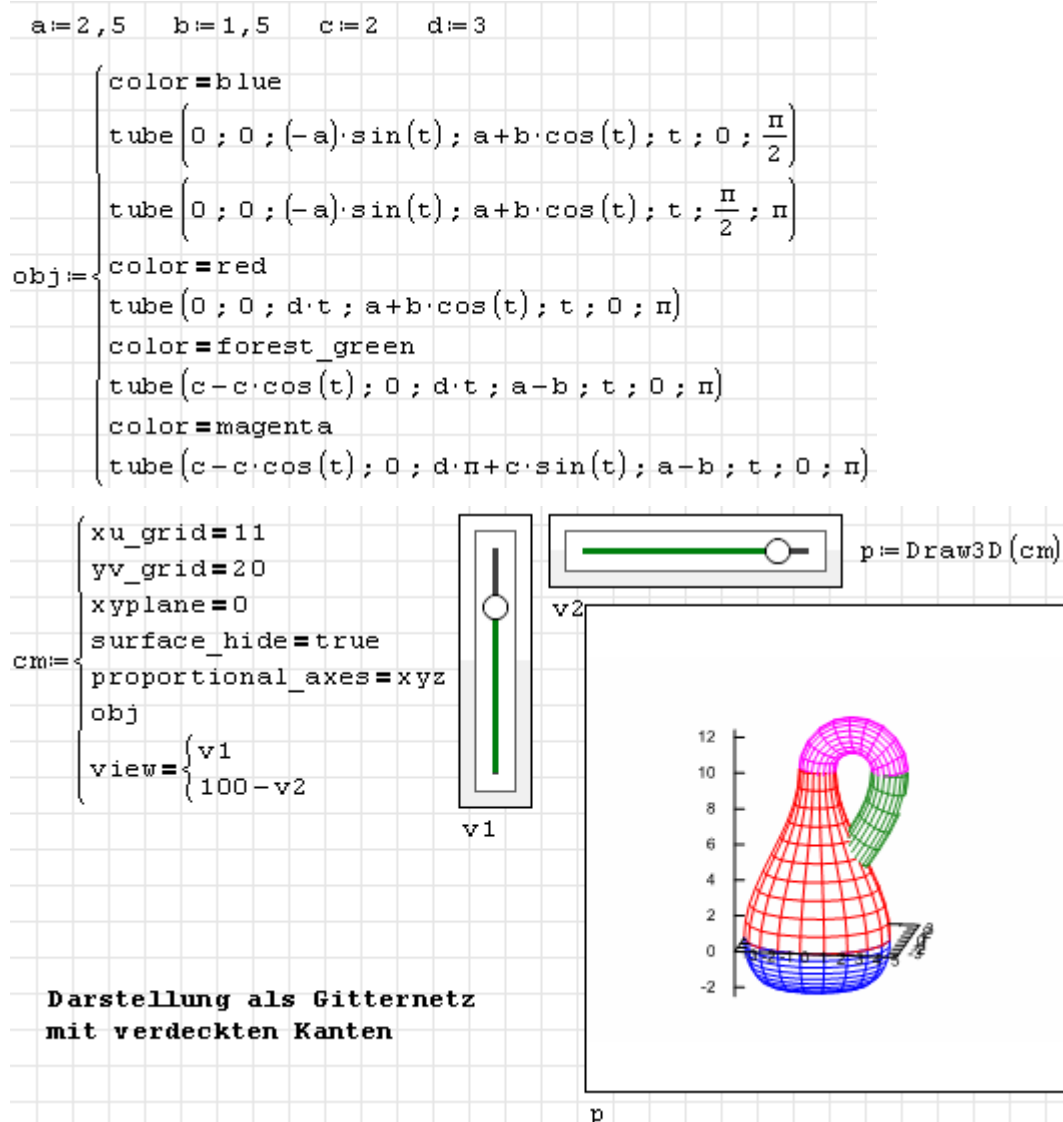 a:=2,5 b:=1,5 c:=2 d:=3
color=blue
tube(0 ; 0 ; (-a)·sin(t) ; a+b·cos(t) ; t ; 0 ; π/2)
tube(0 ; 0 ; (-a)·sin(t) ; a+b·cos(t) ; t ; π/2 ; π)
obj:=
color=red
tube(0 ; 0 ; d·t ; a+b·cos(t) ; t ; 0 ; π)
color=forest_green
tube(c-c·cos(t) ; 0 ; d·t ; a-b ; t ; 0 ; π)
color=magenta
tube(c-c·cos(t) ; 0 ; d·π+c·sin(t) ; a-b ; t ; 0 ; π)
cm:=
xu_grid=11
yv_grid=20
xyplane=0
surface_hide=true
proportional_axes=xyz
obj
view={v1
100-v2
v1
v2
p:=Draw3D(cm)
12
10
8
6
4
2
0
-2
Darstellung als Gitternetz
mit verdeckten Kanten
p